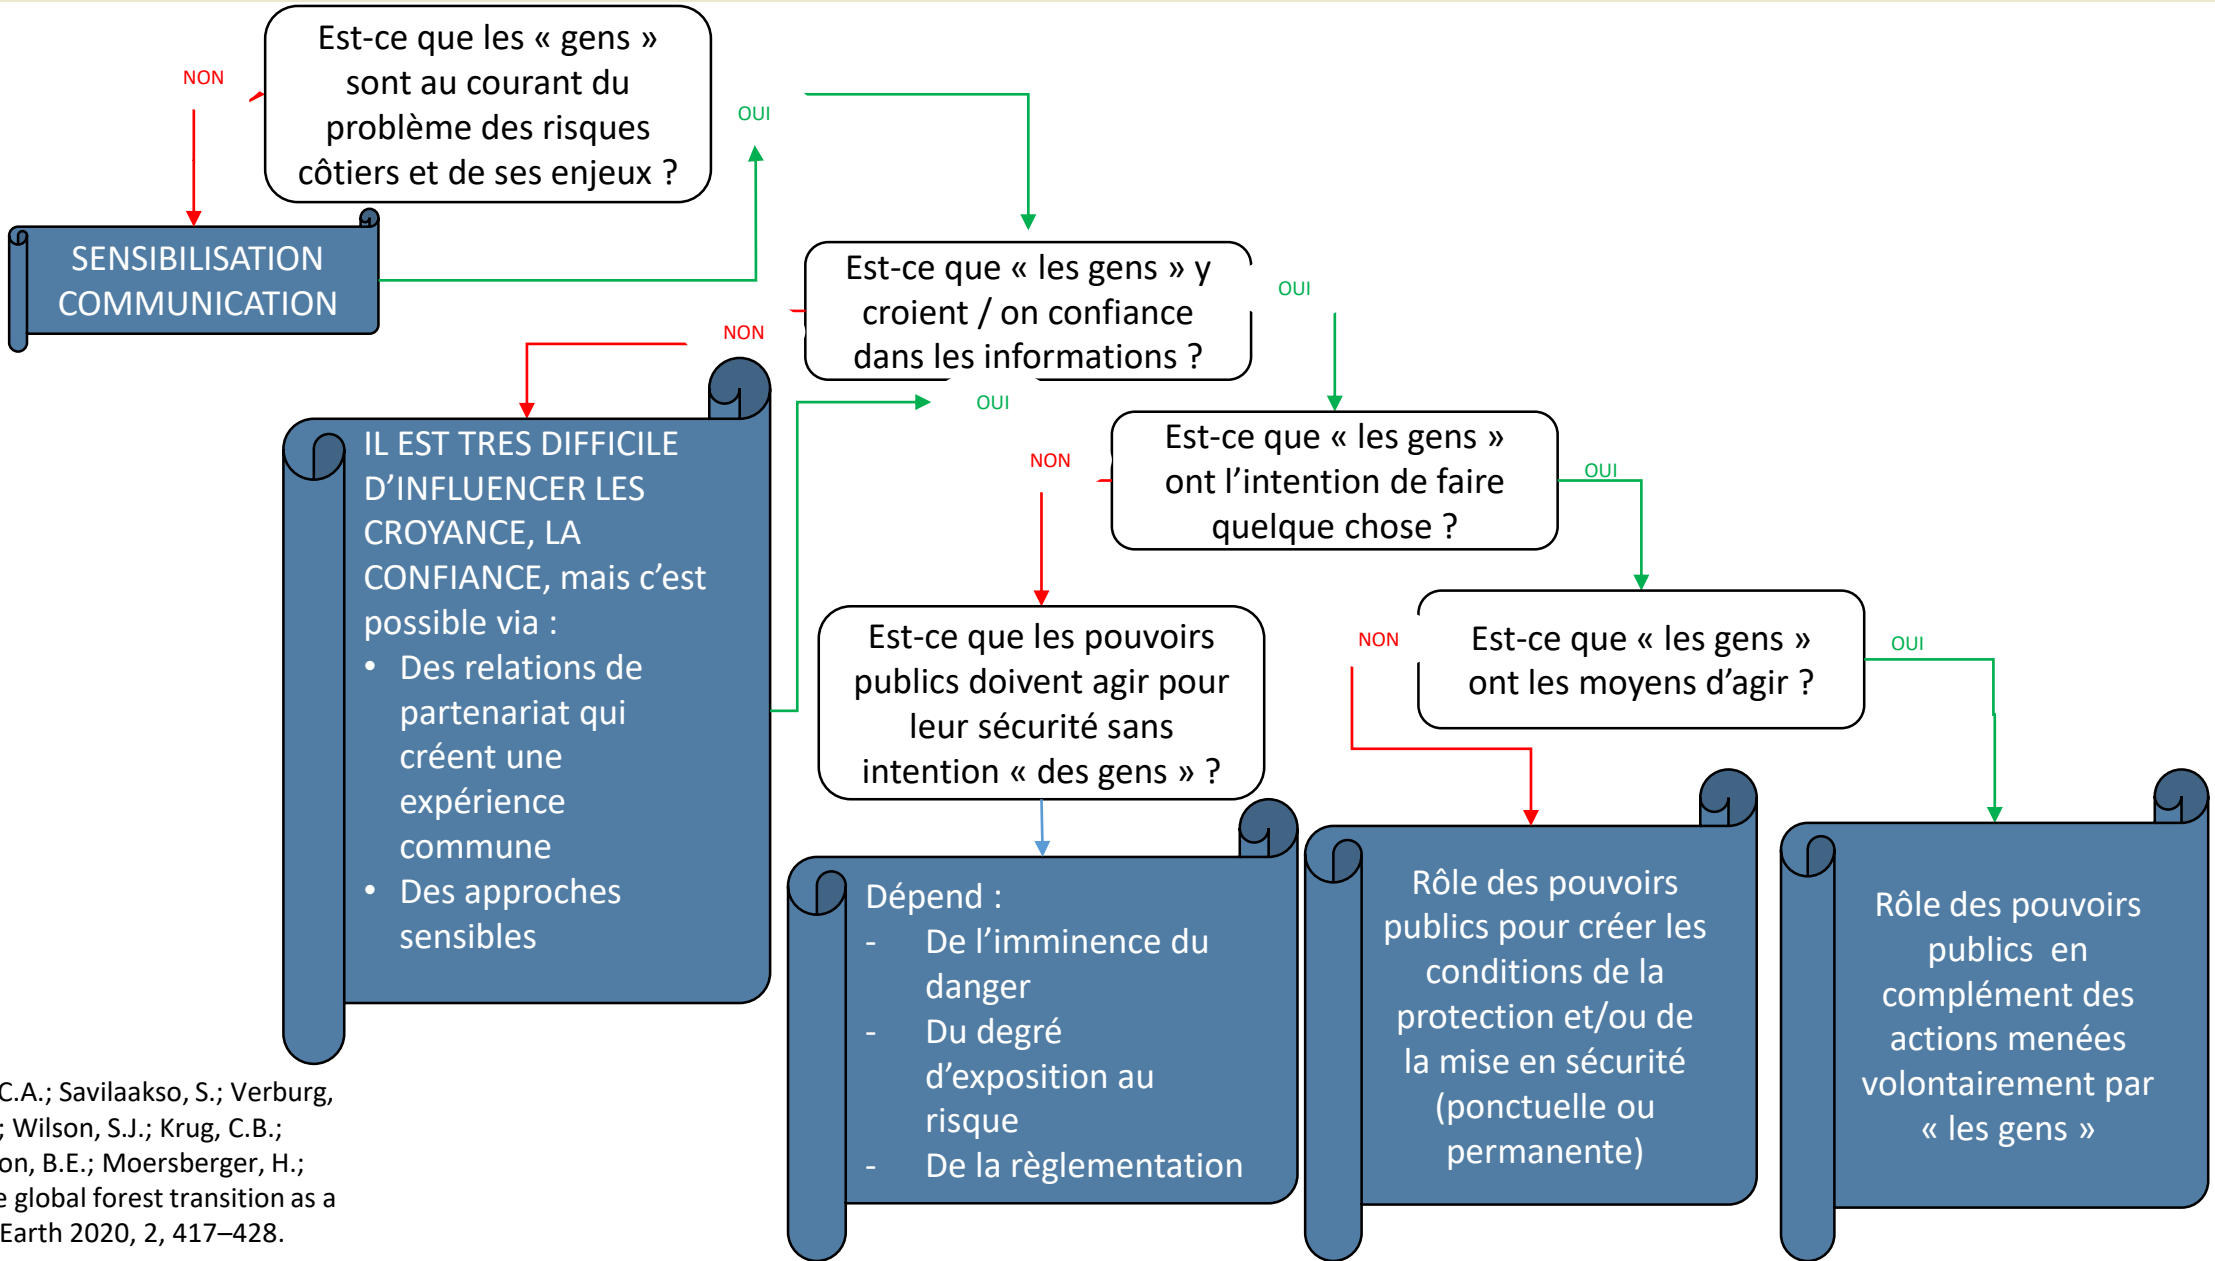 Est-ce que les « gens »
sont au courant du
problème des risques
côtiers et de ses enjeux ?
NON
OUI
SENSIBILISATION
COMMUNICATION
Est-ce que « les gens » y
croient / on confiance
dans les informations ?
OUI
NON
OUI
IL EST TRES DIFFICILE
D'INFLUENCER LES
CROYANCE, LA
CONFIANCE, mais c'est
possible via :
• Des relations de
partenariat qui
créent une
expérience
commune
• Des approches
sensibles
Est-ce que « les gens »
ont l'intention de faire
quelque chose ?
NON
OUI
Est-ce que les pouvoirs
publics doivent agir pour
leur sécurité sans
intention « des gens » ?
Est-ce que « les gens »
ont les moyens d'agir ?
NON
OUI
Dépend :
- De l'imminence du
danger
- Du degré
d'exposition au
risque
- De la règlementation
Rôle des pouvoirs
publics pour créer les
conditions de la
protection et/ou de
la mise en sécurité
(ponctuelle ou
permanente)
Rôle des pouvoirs
publics en
complément des
actions menées
volontairement par
« les gens »
C.A.; Savilaakso, S.; Verburg,
; Wilson, S.J.; Krug, C.B.;
on, B.E.; Moersberger, H.;
e global forest transition as a
Earth 2020, 2, 417–428.